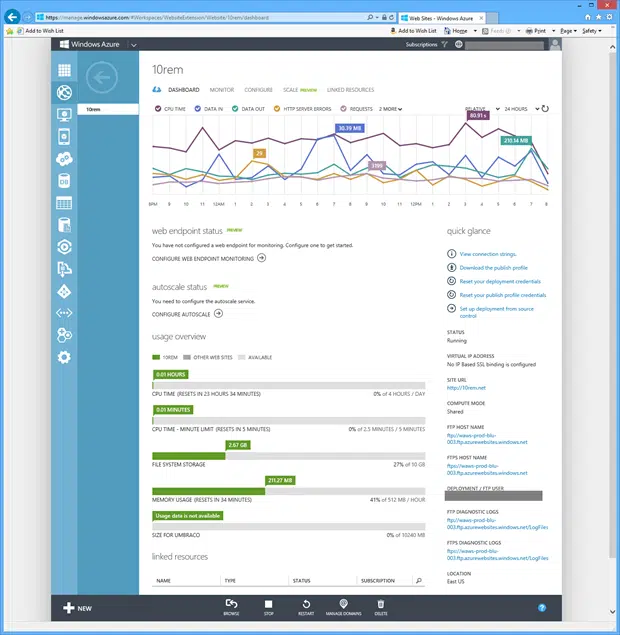 https://manage.windowsazure.com/#Workspaces/WebsiteExtension/Website/10rem/dashboard
Web Sites - Windows Azure
Add to Wish List
Add to Wish List
Home
Feeds (J)
Print
Page
Safety
Windows Azure
Subscriptions
10rem
10rem
DASHBOARD
MONITOR
CONFIGURE
SCALE PREVIEW
LINKED RESOURCES
CPU TIME
DATA IN
DATA OUT
HTTP SERVER ERRORS
REQUESTS
2 MORE
RELATIVE
24 HOURS
80.91 s
30.39 MB
210.14 MB
29
3199
8PM 9 10 11 12AM 1 2 3 4 5 6 7 8 9 10 11 12PM 1 2 3 4 5 6 7 8
web endpoint status PREVIEW
You have not configured a web endpoint for monitoring. Configure one to get started.
CONFIGURE WEB ENDPOINT MONITORING
autoscale status PREVIEW
You need to configure the autoscale service.
CONFIGURE AUTOSCALE
usage overview
10REM
OTHER WEB SITES
AVAILABLE
0.01 HOURS
CPU TIME (RESETS IN 23 HOURS 34 MINUTES)
0% of 4 HOURS / DAY
0.01 MINUTES
CPU TIME - MINUTE LIMIT (RESETS IN 5 MINUTES)
0% OF 2.5 MINUTES / 5 MINUTES
2.67 GB
FILE SYSTEM STORAGE
27% of 10 GB
211.27 MB
MEMORY USAGE (RESETS IN 34 MINUTES)
41% of 512 MB / HOUR
Usage data is not available
SIZE FOR UMBRACO
0% of 10240 MB
linked resources
NAME
TYPE
STATUS
SUBSCRIPTION
quick glance
View connection strings.
Download the publish profile
Reset your deployment credentials
Reset your publish profile credentials
Set up deployment from source
control
STATUS
Running
VIRTUAL IP ADDRESS
No IP Based SSL binding is configured
SITE URL
http://10rem.net
COMPUTE MODE
Shared
FTP HOST NAME
ftp://waws-prod-blu-
003.ftp.azurewebsites.windows.net
FTPS HOST NAME
ftps://waws-prod-blu-
003.ftp.azurewebsites.windows.net
DEPLOYMENT / FTP USER
FTP DIAGNOSTIC LOGS
ftp://waws-prod-blu-
003.ftp.azurewebsites.windows.net/LogFiles
FTPS DIAGNOSTIC LOGS
ftps://waws-prod-blu-
003.ftp.azurewebsites.windows.net/LogFiles
LOCATION
East US
NEW
BROWSE
STOP
RESTART
MANAGE DOMAINS
DELETE